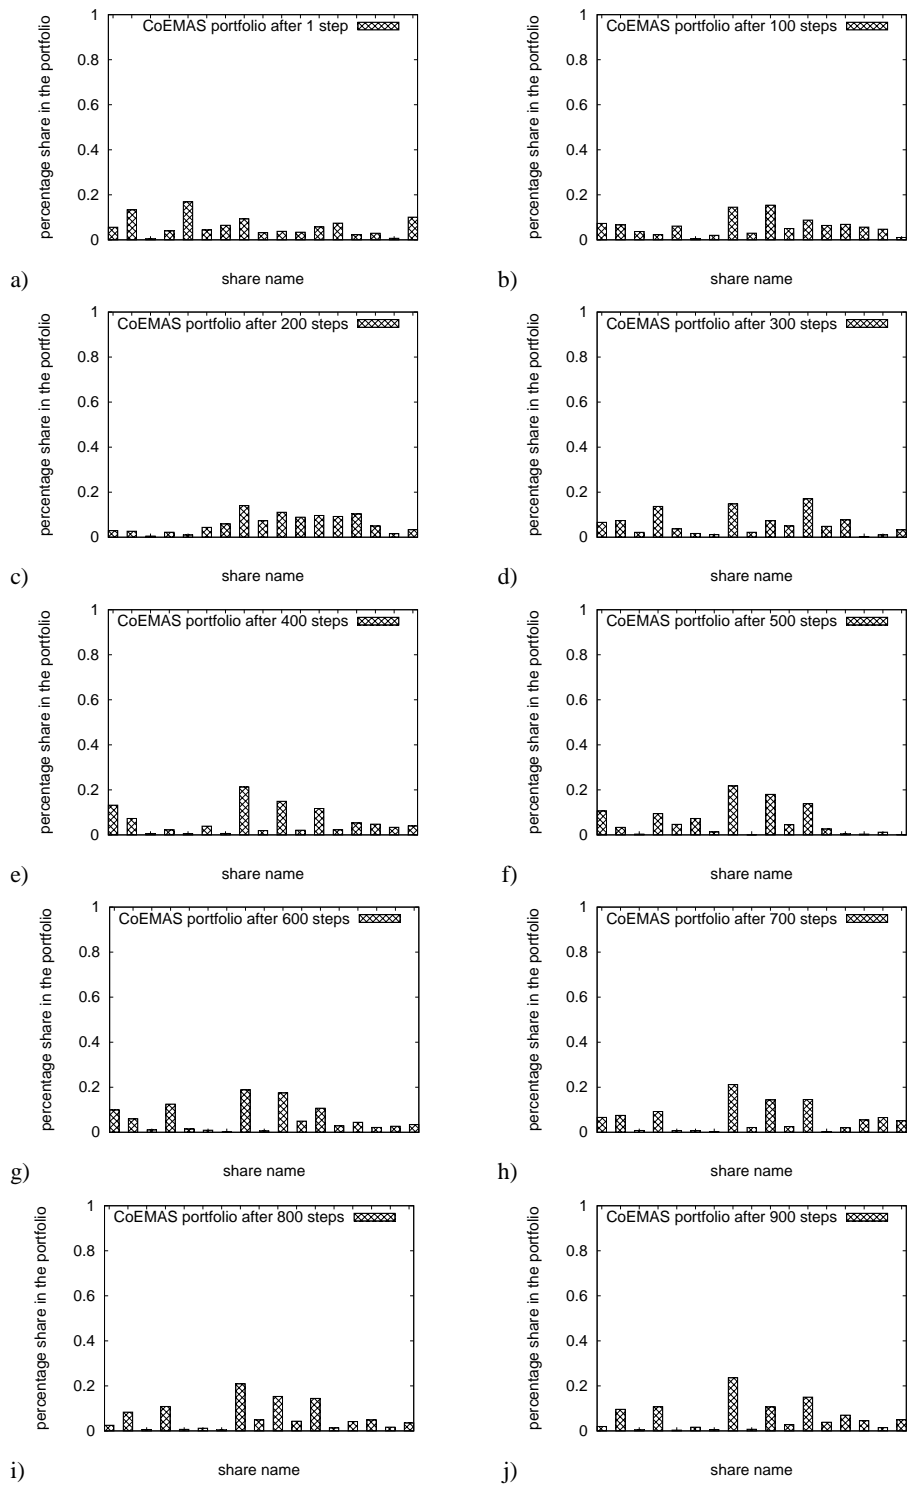 CoEMAS portfolio after 1 step
percentage share in the portfolio
1
0.8
0.6
0.4
0.2
0
share name
a)
CoEMAS portfolio after 100 steps
percentage share in the portfolio
1
0.8
0.6
0.4
0.2
0
share name
b)
CoEMAS portfolio after 200 steps
percentage share in the portfolio
1
0.8
0.6
0.4
0.2
0
share name
c)
CoEMAS portfolio after 300 steps
percentage share in the portfolio
1
0.8
0.6
0.4
0.2
0
share name
d)
CoEMAS portfolio after 400 steps
percentage share in the portfolio
1
0.8
0.6
0.4
0.2
0
share name
e)
CoEMAS portfolio after 500 steps
percentage share in the portfolio
1
0.8
0.6
0.4
0.2
0
share name
f)
CoEMAS portfolio after 600 steps
percentage share in the portfolio
1
0.8
0.6
0.4
0.2
0
share name
g)
CoEMAS portfolio after 700 steps
percentage share in the portfolio
1
0.8
0.6
0.4
0.2
0
share name
h)
CoEMAS portfolio after 800 steps
percentage share in the portfolio
1
0.8
0.6
0.4
0.2
0
share name
i)
CoEMAS portfolio after 900 steps
percentage share in the portfolio
1
0.8
0.6
0.4
0.2
0
share name
j)